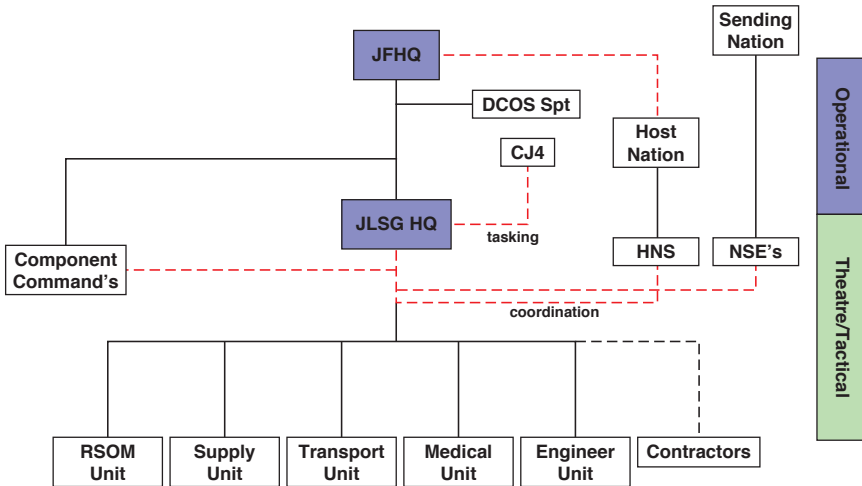 Sending
Nation
JFHQ
DCOS Spt
Host
Nation
CJ4
Operational
JLSG HQ
tasking
Component
Command's
HNS
NSE's
coordination
Theatre/Tactical
RSOM
Unit
Supply
Unit
Transport
Unit
Medical
Unit
Engineer
Unit
Contractors